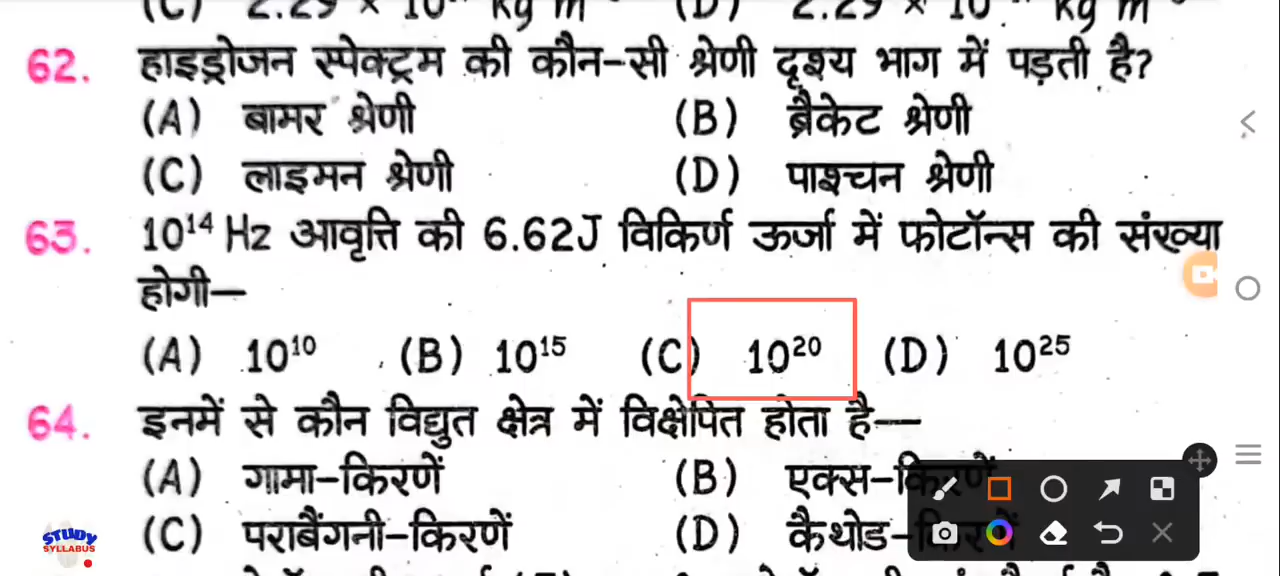 62. हाइड्रोजन स्पेक्ट्रम की कौन-सी श्रेणी दृश्य भाग में पड़ती है?
(A) बामर श्रेणी (B) ब्रैकेट श्रेणी
(C) लाइमन श्रेणी (D) पाश्चन श्रेणी
63. 10¹⁴ Hz आवृत्ति की 6.62J विकिर्ण ऊर्जा में फोटॉन्स की संख्या
होगी—
(A) 10¹⁰ (B) 10¹⁵ (C) 10²⁰ (D) 10²⁵
64. इनमें से कौन विद्युत क्षेत्र में विक्षेपित होता है—
(A) गामा-किरणें (B) एक्स-किरणें
(C) पराबैंगनी-किरणें (D) कैथोड-किरणें
STUDY
SYLLABUS